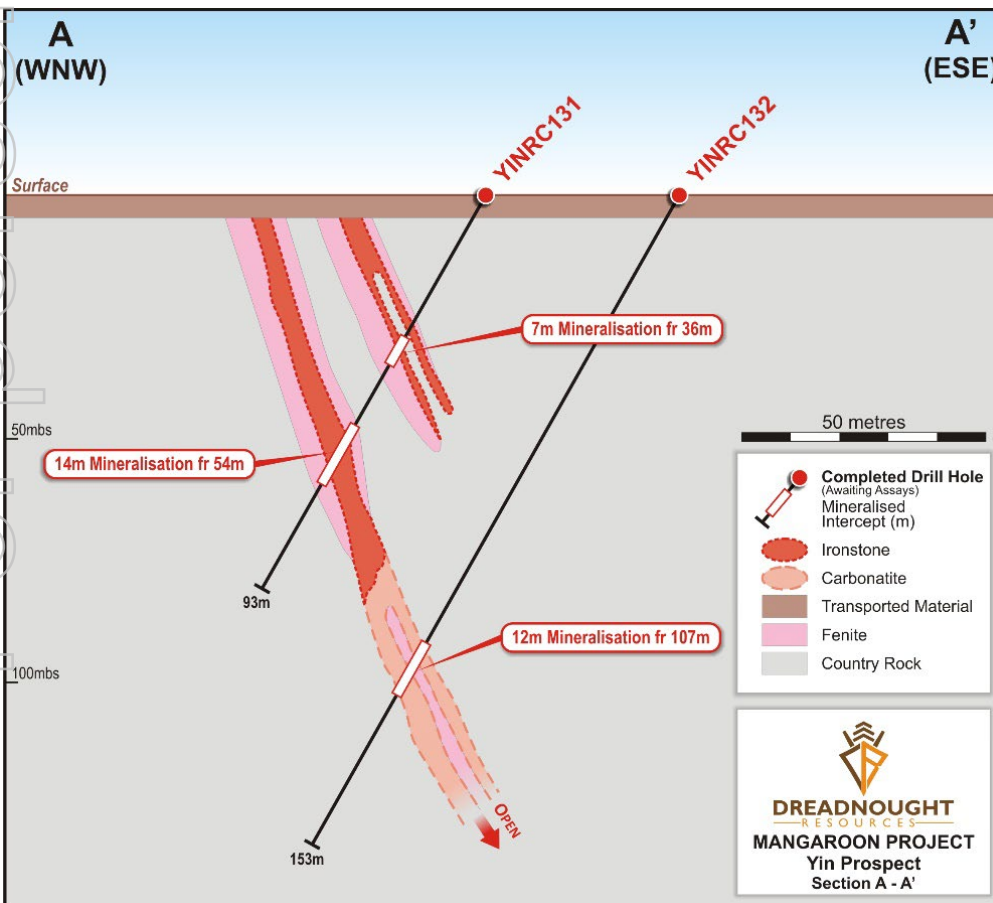 A
(WNW)
A'
(ESE)
YINRC131
YINRC132
Surface
7m Mineralisation fr 36m
50mbs
14m Mineralisation fr 54m
93m
12m Mineralisation fr 107m
100mbs
153m
OPEN
50 metres
Completed Drill Hole
(Awaiting Assays)
Mineralised
Intercept (m)
Ironstone
Carbonatite
Transported Material
Fenite
Country Rock
DREADNOUGHT
RESOURCES
MANGAROON PROJECT
Yin Prospect
Section A - A'